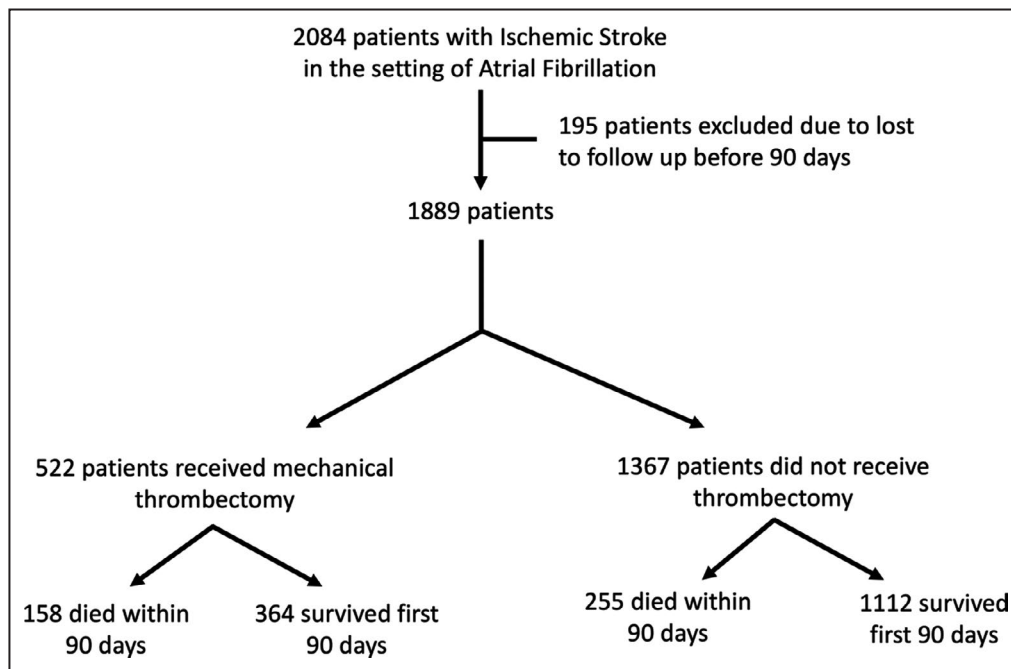 2084 patients with Ischemic Stroke
in the setting of Atrial Fibrillation
195 patients excluded due to lost
to follow up before 90 days
1889 patients
522 patients received mechanical
thrombectomy
1367 patients did not receive
thrombectomy
158 died within
90 days
364 survived first
90 days
255 died within
90 days
1112 survived
first 90 days